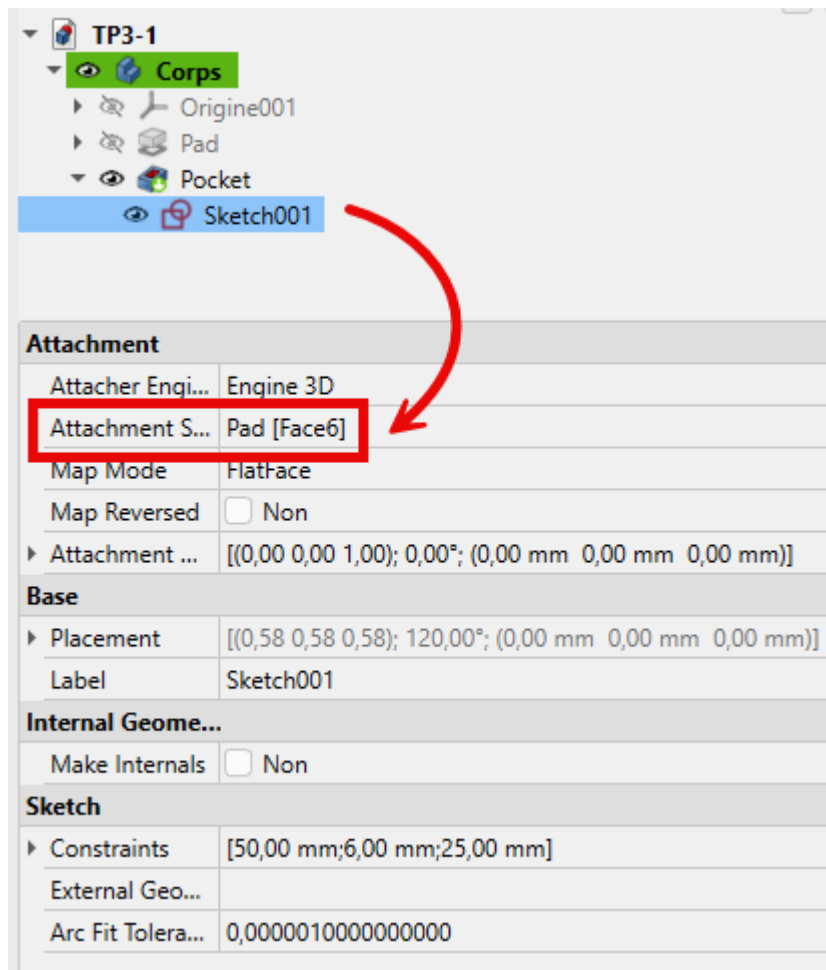 TP3-1
Corps
Origine001
Pad
Pocket
Sketch001
Attachment
Attacher Engi... Engine 3D
Attachment S... Pad [Face6]
Map Mode FlatFace
Map Reversed Non
Attachment ... [(0,00 0,00 1,00); 0,00°; (0,00 mm 0,00 mm 0,00 mm)]
Base
Placement [(0,58 0,58 0,58); 120,00°; (0,00 mm 0,00 mm 0,00 mm)]
Label Sketch001
Internal Geome...
Make Internals Non
Sketch
Constraints [50,00 mm;6,00 mm;25,00 mm]
External Geo...
Arc Fit Tolera... 0,0000010000000000